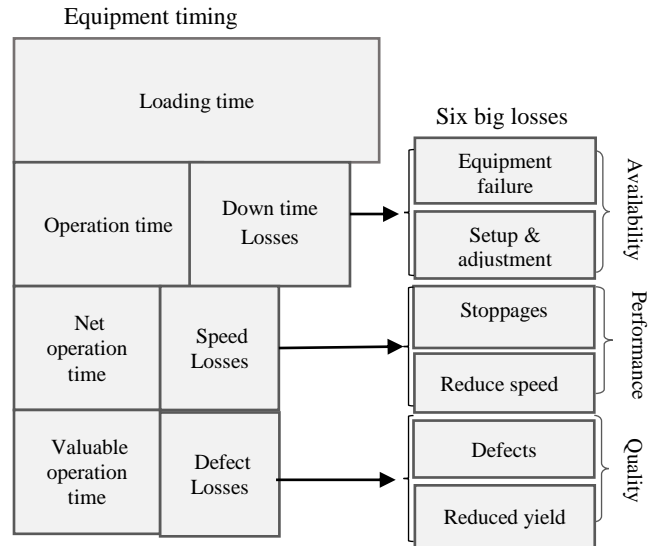 Equipment timing
Loading time
Six big losses
Equipment
failure
Availability
Operation time
Down time
Losses
Setup &
adjustment
Net
operation
time
Speed
Losses
Stoppages
Performance
Reduce speed
Valuable
operation
time
Defect
Losses
Defects
Quality
Reduced yield